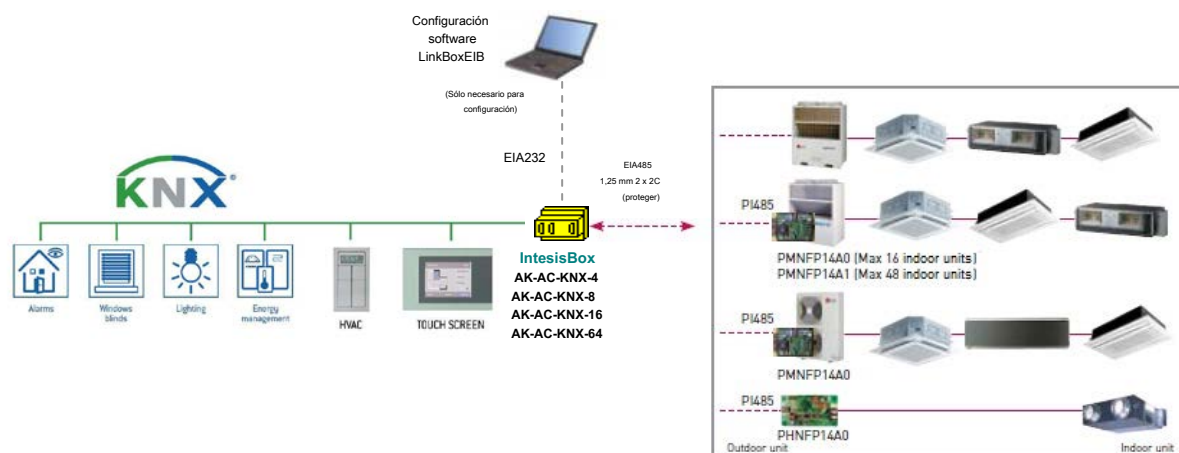 Configuración
software
LinkBoxEIB
(Sólo necesario para
configuración)
EIA232
EIA485
1,25 mm 2 x 2C
(proteger)
KNX®
Alarms
Windows
blinds
Lighting
Energy
management
HVAC
TOUCH SCREEN
IntesisBox
AK-AC-KNX-4
AK-AC-KNX-8
AK-AC-KNX-16
AK-AC-KNX-64
PI485
PMNFP14A0 (Max 16 indoor units)
PMNFP14A1 (Max 48 indoor units)
PI485
PMNFP14A0
PI485
PHNFP14A0
Outdoor unit
Indoor unit